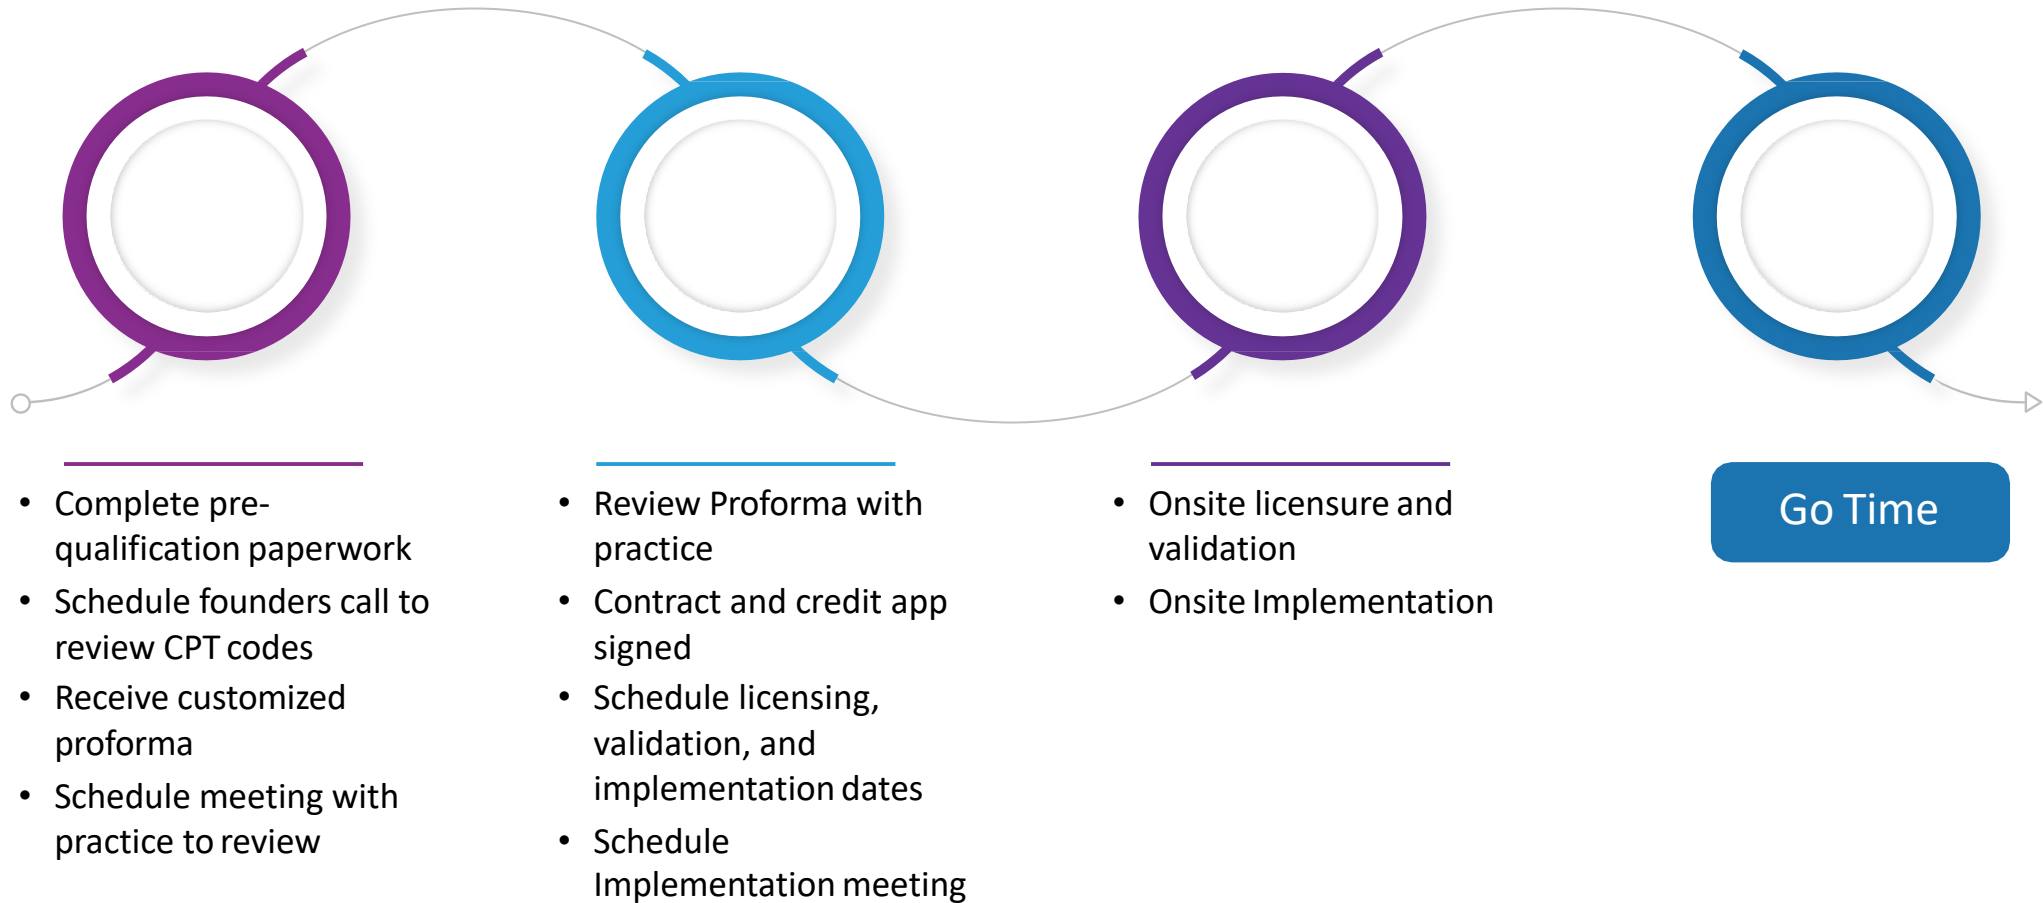 • Complete pre-
qualification paperwork
• Schedule founders call to
review CPT codes
• Receive customized
proforma
• Schedule meeting with
practice to review
• Review Proforma with
practice
• Contract and credit app
signed
• Schedule licensing,
validation, and
implementation dates
• Schedule
Implementation meeting
• Onsite licensure and
validation
• Onsite Implementation
Go Time